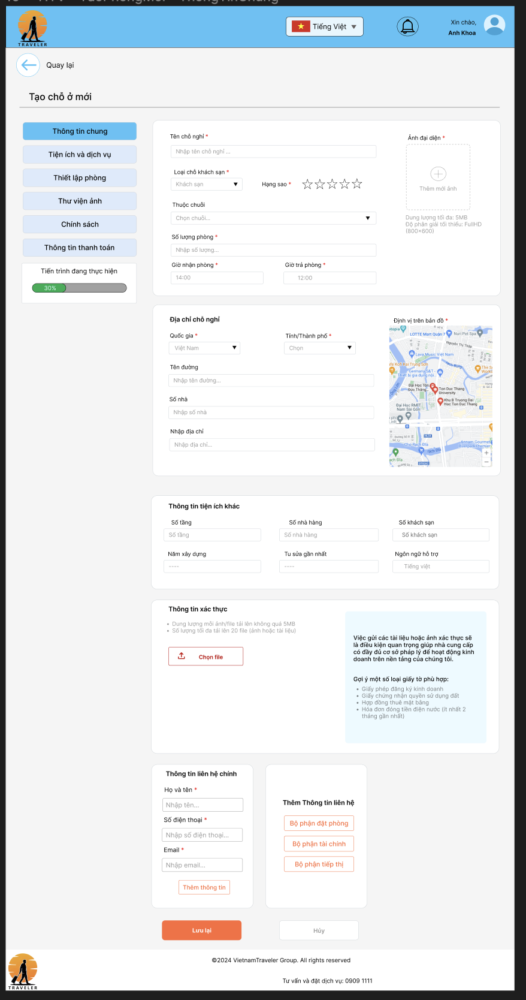 TRAVELER
Tiếng Việt
Xin chào,
Anh Khoa
Quay lại
Tạo chỗ ở mới
Thông tin chung
Tiện ích và dịch vụ
Thiết lập phòng
Thư viện ảnh
Chính sách
Thông tin thanh toán
Tiến trình đang thực hiện
30%
Tên chỗ nghỉ *
Nhập tên chỗ nghỉ ...
Loại chỗ khách sạn *
Khách sạn
Hạng sao *
Thuộc chuỗi
Chọn chuỗi...
Số lượng phòng *
Nhập số lượng...
Giờ nhận phòng *
Giờ trả phòng *
14:00
12:00
Ảnh đại diện *
Thêm mới ảnh
Dung lượng tối đa: 5MB
Độ phân giải tối thiểu: FullHD
(800x600)
Địa chỉ chỗ nghỉ
Quốc gia *
Tỉnh/Thành phố *
Việt Nam
Chọn
Tên đường
Nhập tên đường...
Số nhà
Nhập số nhà
Nhập địa chỉ
Nhập địa chỉ...
Định vị trên bản đồ *
LOTTE Mart Quận 7
Nuri Pet Spa
Nguyễn Thị Thập
Lava Music Việt Nam
Germany S&T -
Thiết bị gia dụng nội...
Đại Học Tôn
Đức Thắng...
Ton Duc Thang
University
Khu B Truong Dai
Hoc Ton Duc Thang
Đại Học RMIT
Nam Sài Gòn
Chợ Rạch Đĩa
Annam Gourmet
Riverpark Premier
Thông tin tiện ích khác
Số tầng
Số nhà hàng
Số khách sạn
Số tầng
Số nhà hàng
Số khách sạn
Năm xây dựng
Tu sửa gần nhất
Ngôn ngữ hỗ trợ
----
----
Tiếng việt
Thông tin xác thực
• Dung lượng mỗi ảnh/file tải lên không quá 5MB
• Số lượng tối đa tải lên 20 file (ảnh hoặc tài liệu)
Chọn file
Việc gửi các tài liệu hoặc ảnh xác thực sẽ
là điều kiện quan trọng giúp nhà cung cấp
có đầy đủ cơ sở pháp lý để hoạt động kinh
doanh trên nền tảng của chúng tôi.
Gợi ý một số loại giấy tờ phù hợp:
• Giấy phép đăng ký kinh doanh
• Giấy chứng nhận quyền sử dụng đất
• Hợp đồng thuê mặt bằng
• Hóa đơn đóng tiền điện nước (ít nhất 2
tháng gần nhất)
Thông tin liên hệ chính
Họ và tên *
Nhập tên...
Số điện thoại *
Nhập số điện thoại...
Email *
Nhập email...
Thêm thông tin
Thêm Thông tin liên hệ
Bộ phận đặt phòng
Bộ phận tài chính
Bộ phận tiếp thị
Lưu lại
Hủy
TRAVELER
©2024 VietnamTraveler Group. All rights reserved
Tư vấn và đặt dịch vụ: 0909 1111